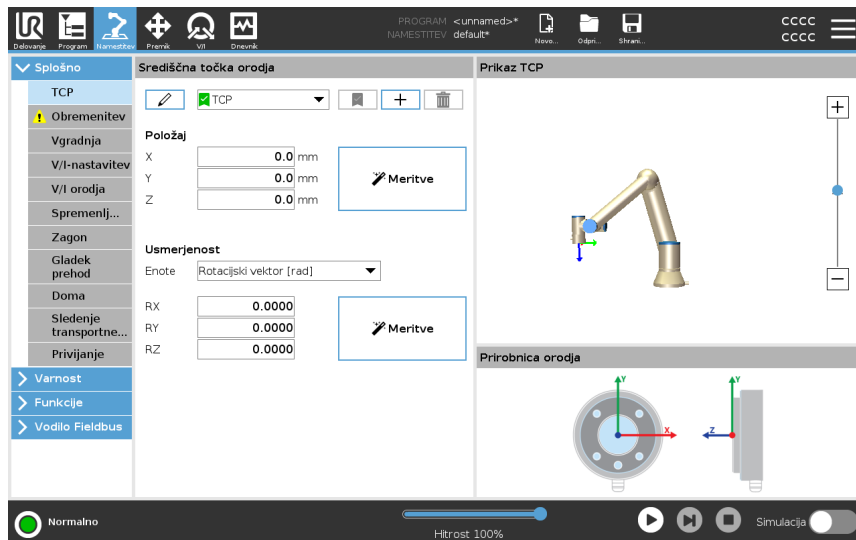 UR
Delovanje
Program
Namestitev
Premik
V/I
Dnevnik
PROGRAM <unnamed>*
NAMESTITEV default*
Novo...
Odpri...
Shrani...
cccc
cccc
Splošno
TCP
Obremenitev
Vgradnja
V/I-nastavitev
V/I orodja
Spremenlj...
Zagon
Gladek
prehod
Doma
Sledenje
transportne...
Privijanje
Varnost
Funkcije
Vodilo Fieldbus
Središčna točka orodja
TCP
Položaj
X 0.0 mm
Y 0.0 mm
Z 0.0 mm
Meritve
Usmerjenost
Enote Rotacijski vektor [rad]
RX 0.0000
RY 0.0000
RZ 0.0000
Meritve
Prikaz TCP
Prirobnica orodja
Y
X
Y
Z
Normalno
Hitrost 100%
Simulacija